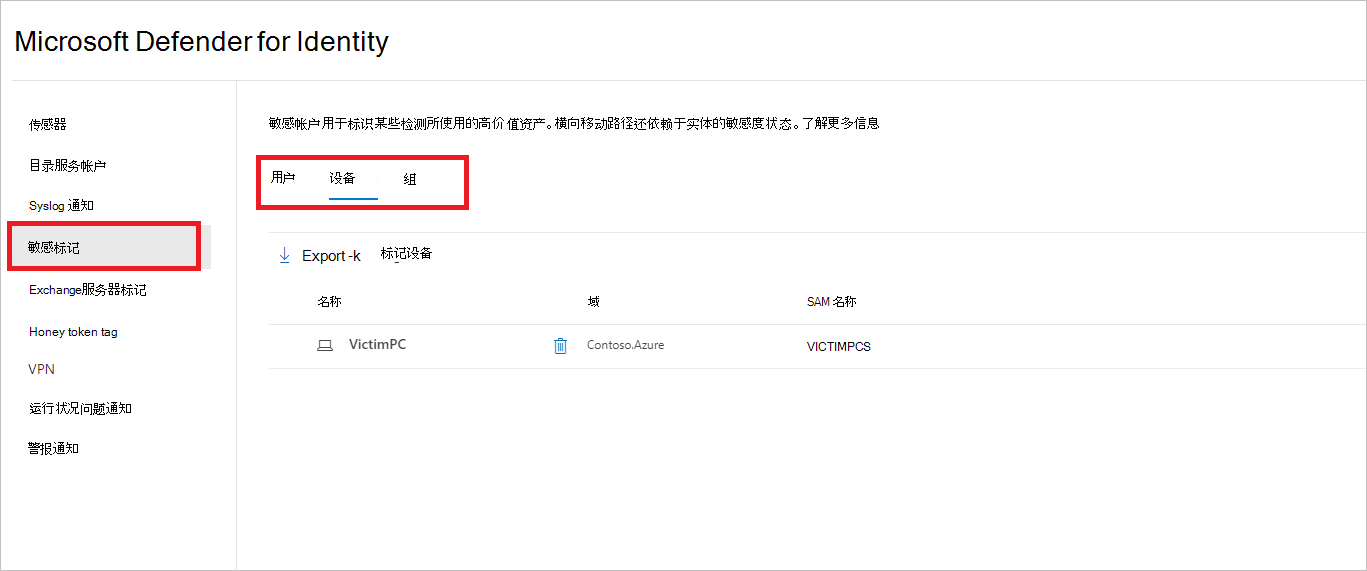 Microsoft Defender for Identity
传感器
目录服务帐户
Syslog 通知
敏感标记
Exchange服务器标记
Honey token tag
VPN
运行状况问题通知
警报通知
敏感帐户用于标识某些检测所使用的高价值资产。横向移动路径还依赖于实体的敏感度状态。了解更多信息
用户 设备 组
Export -k 标记设备
名称 域 SAM 名称
VictimPC Contoso.Azure VICTIMPCS